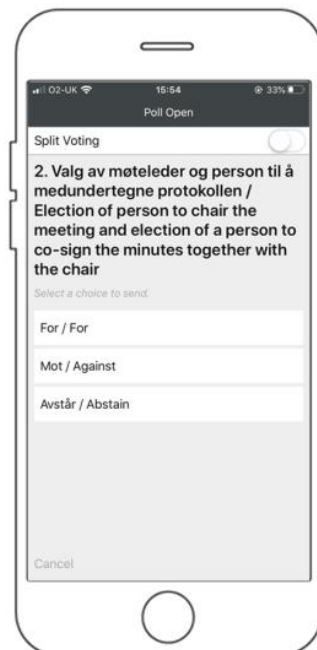 O2-UK 15:54 33%
Poll Open
Split Voting
2. Valg av møteleder og person til å
medundertegne protokollen /
Election of person to chair the
meeting and election of a person to
co-sign the minutes together with
the chair
Select a choice to send.
For / For
Mot / Against
Avstår / Abstain
Cancel